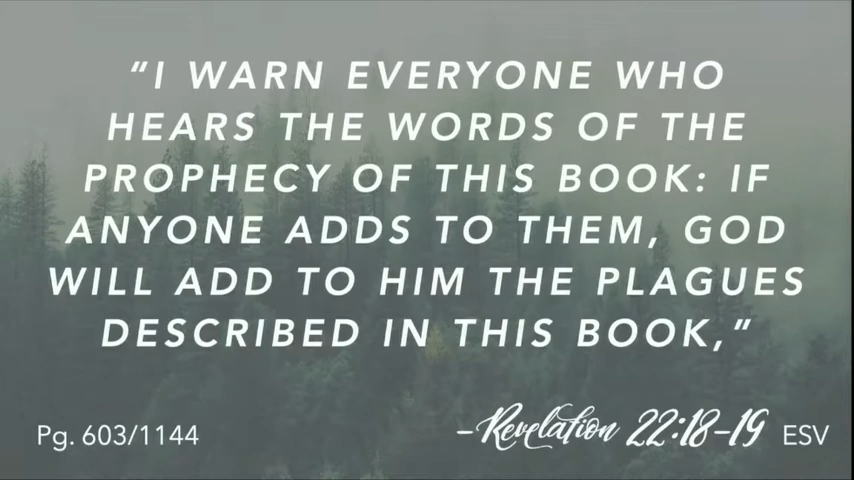 “I WARN EVERYONE WHO
HEARS THE WORDS OF THE
PROPHECY OF THIS BOOK: IF
ANYONE ADDS TO THEM, GOD
WILL ADD TO HIM THE PLAGUES
DESCRIBED IN THIS BOOK,”
Pg. 603/1144
–Revelation 22:18–19 ESV